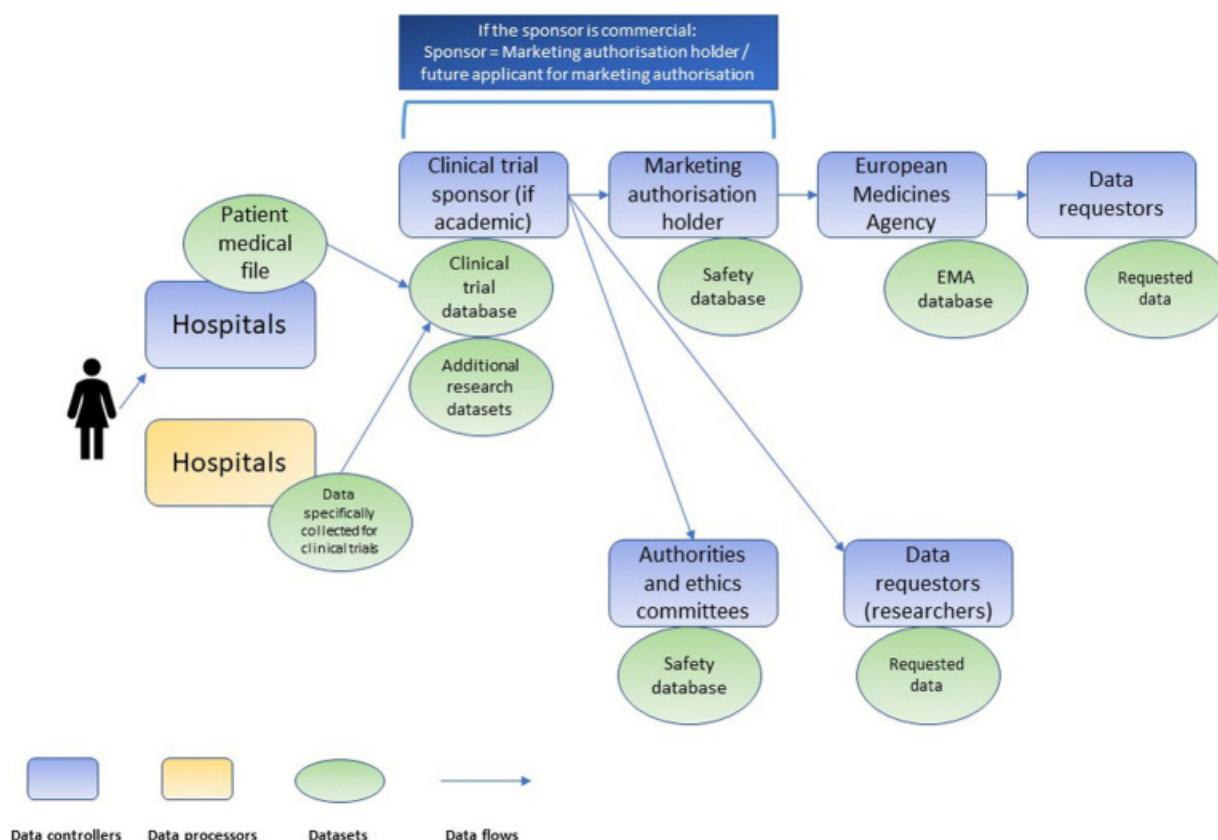 If the sponsor is commercial:
Sponsor = Marketing authorisation holder /
future applicant for marketing authorisation
Clinical trial
sponsor (if
academic)
Marketing
authorisation
holder
European
Medicines
Agency
Data
requestors
Patient
medical
file
Clinical
trial
database
Safety
database
EMA
database
Requested
data
Hospitals
Additional
research
datasets
Hospitals
Data
specifically
collected for
clinical trials
Authorities
and ethics
committees
Data
requestors
(researchers)
Safety
database
Requested
data
Data controllers
Data processors
Datasets
Data flows